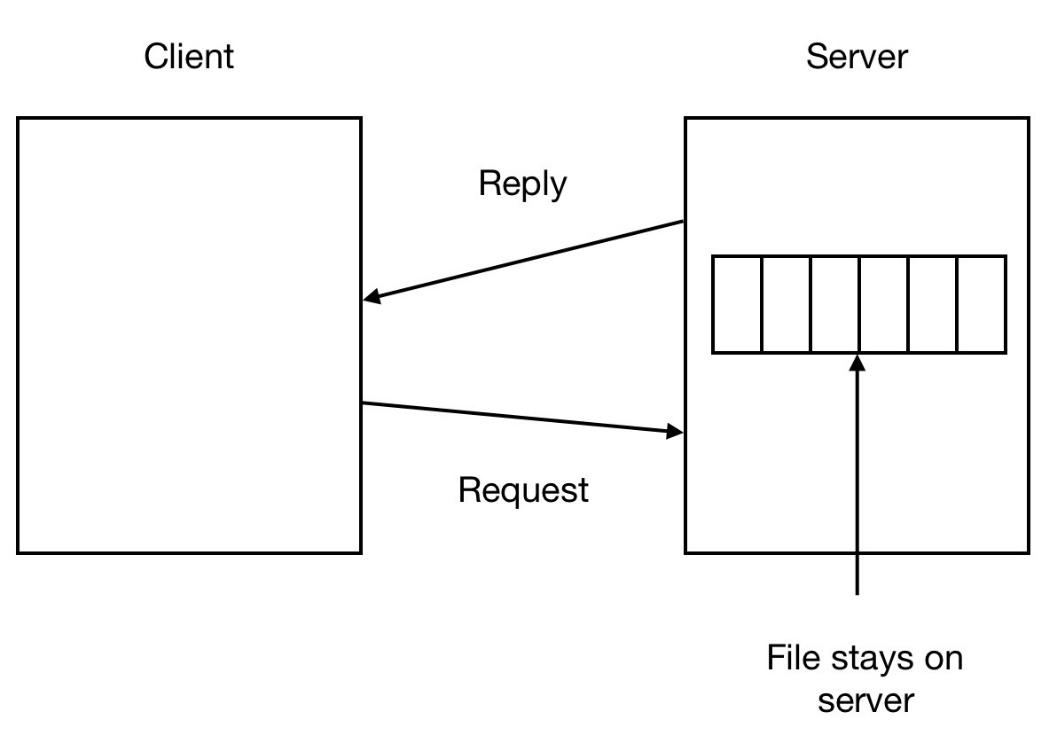 Client
Server
Reply
Request
File stays on
server